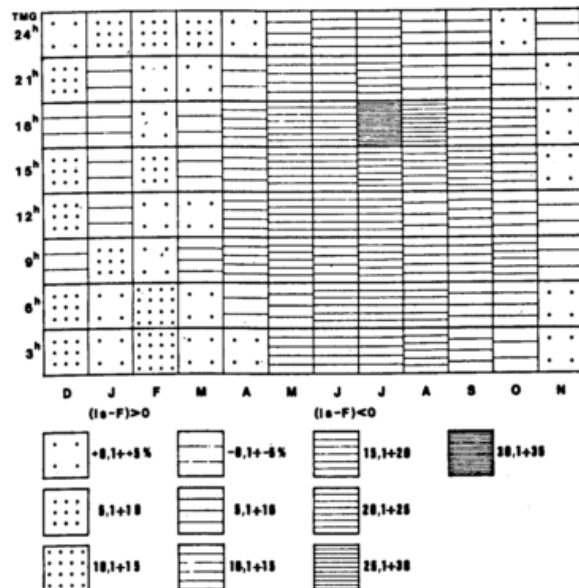 TMG
24h
21h
18h
15h
12h
9h
6h
3h
D J F M A M J J A S O N
(Is-F)>0 (Is-F)<0
+0,1÷+5% -0,1÷-5% 15,1÷20 30,1÷35
5,1÷10 5,1÷10 20,1÷25
10,1÷15 10,1÷15 25,1÷30